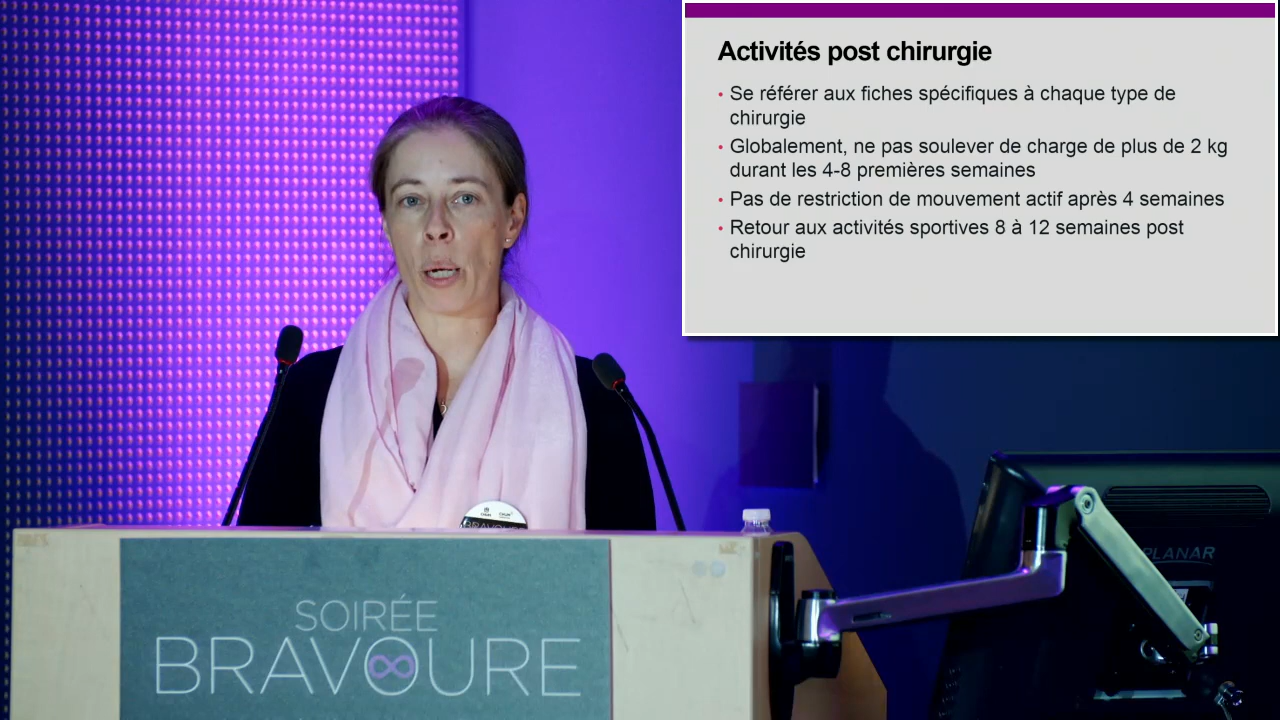 Activités post chirurgie
• Se référer aux fiches spécifiques à chaque type de
chirurgie
• Globalement, ne pas soulever de charge de plus de 2 kg
durant les 4-8 premières semaines
• Pas de restriction de mouvement actif après 4 semaines
• Retour aux activités sportives 8 à 12 semaines post
chirurgie
BRAVOURE
PLANAR
SOIRÉE
BRAVOURE